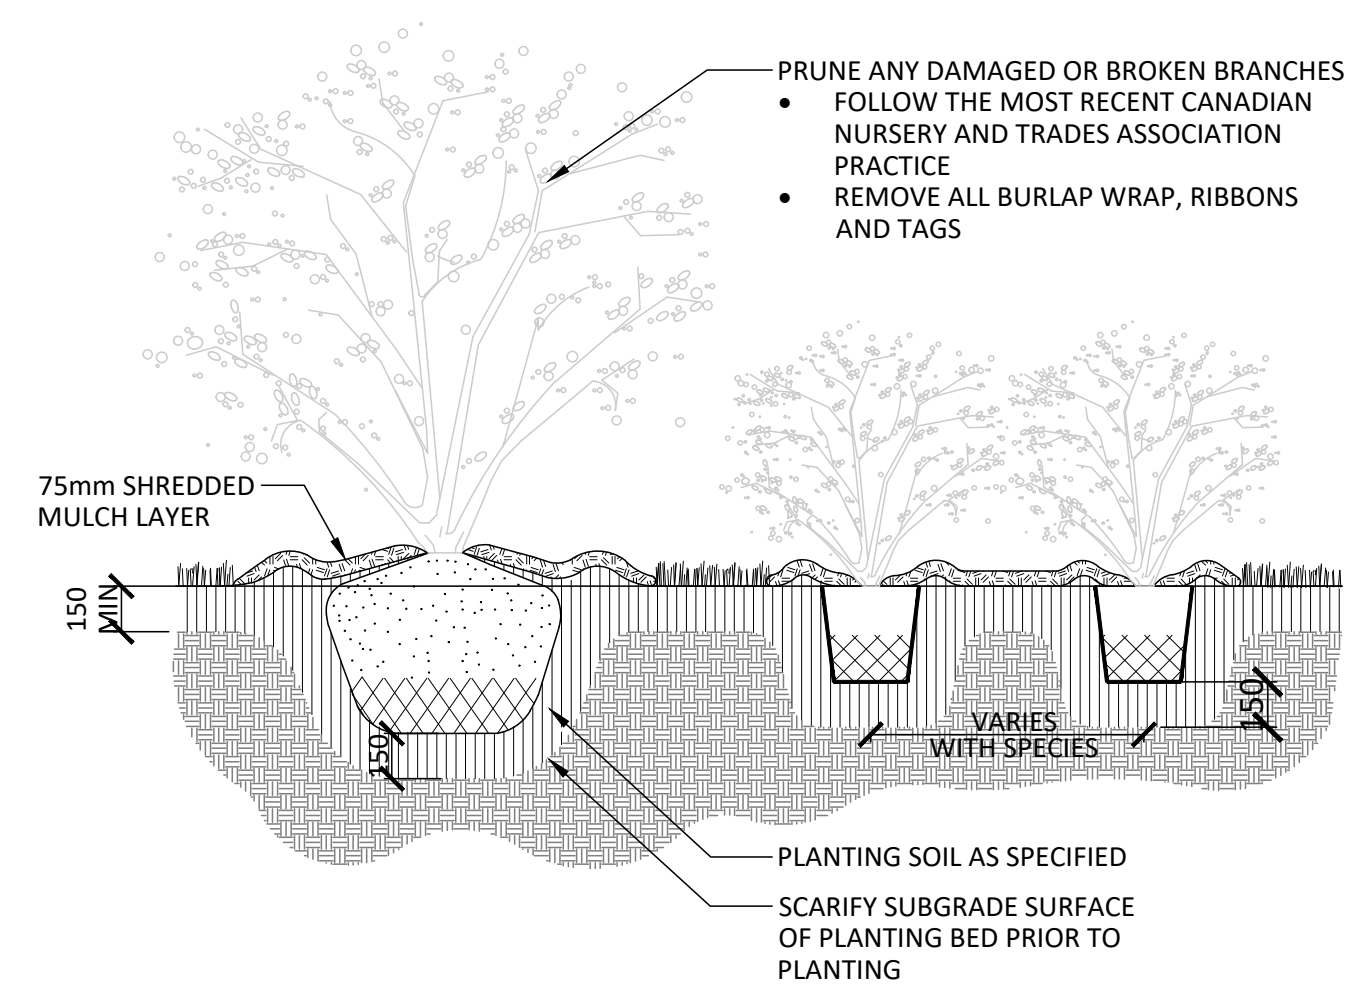 PRUNE ANY DAMAGED OR BROKEN BRANCHES
• FOLLOW THE MOST RECENT CANADIAN
NURSERY AND TRADES ASSOCIATION
PRACTICE
• REMOVE ALL BURLAP WRAP, RIBBONS
AND TAGS
75mm SHREDDED
MULCH LAYER
150
MIN
150
150
VARIES
WITH SPECIES
PLANTING SOIL AS SPECIFIED
SCARIFY SUBGRADE SURFACE
OF PLANTING BED PRIOR TO
PLANTING